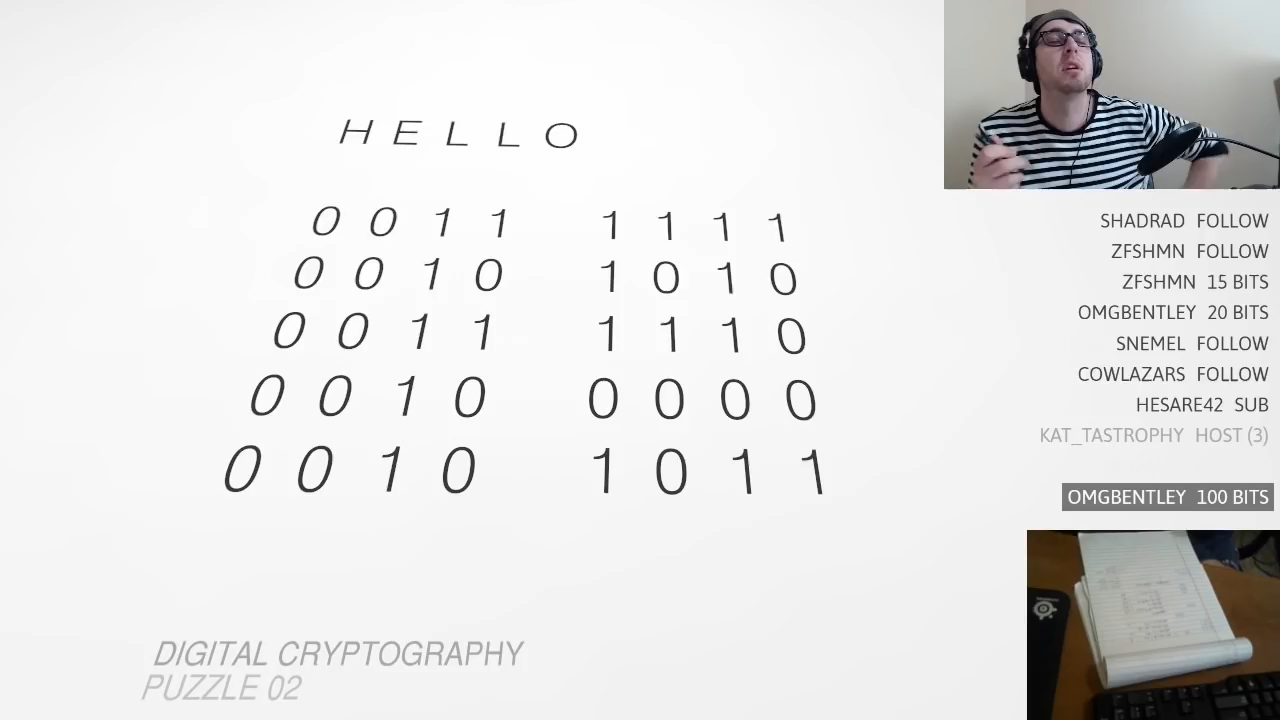 HELLO
0011 1111
0010 1010
0011 1110
0010 0000
0010 1011
DIGITAL CRYPTOGRAPHY
PUZZLE 02
SHADRAD FOLLOW
ZFSHMN FOLLOW
ZFSHMN 15 BITS
OMGBENTLEY 20 BITS
SNEMEL FOLLOW
COWLAZARS FOLLOW
HESARE42 SUB
KAT_TASTROPHY HOST (3)
OMGBENTLEY 100 BITS